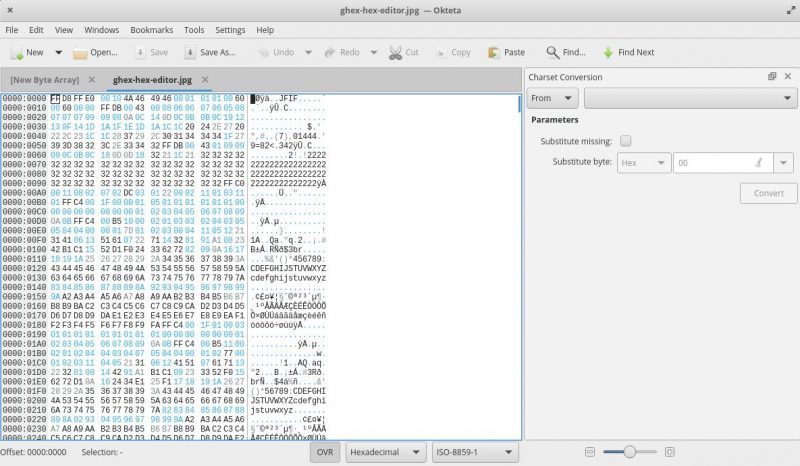 ghex-hex-editor.jpg — Okteta
File Edit View Windows Bookmarks Tools Settings Help
New Open... Save Save As... Undo Redo Cut Copy Paste Find... Find Next
[New Byte Array] ghex-hex-editor.jpg
Charset Conversion
From
Parameters
Substitute missing:
Substitute byte: Hex 00
Convert
0000:0000 FF D8 FF E0 00 10 4A 46 49 46 00 01 01 01 00 60 ÿØÿà..JFIF.....`
0000:0010 00 60 00 00 FF DB 00 43 00 08 06 06 07 06 05 08 .`..ÿÛ.C........
0000:0020 07 07 07 09 09 08 0A 0C 14 0D 0C 0B 0B 0C 19 12 ................
0000:0030 13 0F 14 1D 1A 1F 1E 1D 1A 1C 1C 20 24 2E 27 20
0000:0040 22 2C 23 1C 1C 28 37 29 2C 30 31 34 34 34 1F 27 ",#..(7),01444.'
0000:0050 39 3D 38 32 3C 2E 33 34 32 FF DB 00 43 01 09 09 9=82<.342ÿÛ.C...
0000:0060 09 0C 0B 0C 18 0D 0D 18 32 21 1C 21 32 32 32 32 ........2!.!2222
0000:0070 32 32 32 32 32 32 32 32 32 32 32 32 32 32 32 32 2222222222222222
0000:0080 32 32 32 32 32 32 32 32 32 32 32 32 32 32 32 32 2222222222222222
0000:0090 32 32 32 32 32 32 32 32 32 32 32 32 32 32 FF C0 22222222222222ÿÀ
0000:00A0 00 11 08 02 07 02 DC 03 01 22 00 02 11 01 03 11 ......Ü.."......
0000:00B0 01 FF C4 00 1F 00 00 01 05 01 01 01 01 01 01 00 .ÿÄ.............
0000:00C0 00 00 00 00 00 00 00 01 02 03 04 05 06 07 08 09 ................
0000:00D0 0A 0B FF C4 00 B5 10 00 02 01 03 03 02 04 03 05 ..ÿÄ.µ..........
0000:00E0 05 04 04 00 00 01 7D 01 02 03 00 04 11 05 12 21 ......}........!
0000:00F0 31 41 06 13 51 61 07 22 71 14 32 81 91 A1 08 23
0000:0100 42 B1 C1 15 52 D1 F0 24 33 62 72 82 09 0A 16 17
0000:0110 18 19 1A 25 26 27 28 29 2A 34 35 36 37 38 39 3A
0000:0120 43 44 45 46 47 48 49 4A 53 54 55 56 57 58 59 5A CDEFGHIJSTUVWXYZ
0000:0130 63 64 65 66 67 68 69 6A 73 74 75 76 77 78 79 7A cdefghijstuvwxyz
0000:0140 83 84 85 86 87 88 89 8A 92 93 94 95 96 97 98 99 ................
0000:0150 9A A2 A3 A4 A5 A6 A7 A8 A9 AA B2 B3 B4 B5 B6 B7
0000:0160 B8 B9 BA C2 C3 C4 C5 C6 C7 C8 C9 CA D2 D3 D4 D5
0000:0170 D6 D7 D8 D9 DA E1 E2 E3 E4 E5 E6 E7 E8 E9 EA F1
0000:0180 F2 F3 F4 F5 F6 F7 F8 F9 FA FF C4 00 1F 01 00 03
0000:0190 01 01 01 01 01 01 01 01 01 00 00 00 00 00 00 01 ................
0000:01A0 02 03 04 05 06 07 08 09 0A 0B FF C4 00 B5 11 00 ..........ÿÄ.µ..
0000:01B0 02 01 02 04 04 03 04 07 05 04 04 00 01 02 77 00 ..............w.
0000:01C0 01 02 03 11 04 05 21 31 06 12 41 51 07 61 71 13 ......!1..AQ.aq.
0000:01D0 22 32 81 08 14 42 91 A1 B1 C1 09 23 33 52 F0 15
0000:01E0 62 72 D1 0A 16 24 34 E1 25 F1 17 18 19 1A 26 27
0000:01F0 28 29 2A 35 36 37 38 39 3A 43 44 45 46 47 48 49 ()*56789:CDEFGHI
0000:0200 4A 53 54 55 56 57 58 59 5A 63 64 65 66 67 68 69 JSTUVWXYZcdefghi
0000:0210 6A 73 74 75 76 77 78 79 7A 82 83 84 85 86 87 88 jstuvwxyz.......
0000:0220 89 8A 92 93 94 95 96 97 98 99 9A A2 A3 A4 A5 A6
0000:0230 A7 A8 A9 AA B2 B3 B4 B5 B6 B7 B8 B9 BA C2 C3 C4
0000:0240 C5 C6 C7 C8 C9 CA D2 D3 D4 D5 D6 D7 D8 D9 DA E2
Offset: 0000:0000 Selection: - OVR Hexadecimal ISO-8859-1